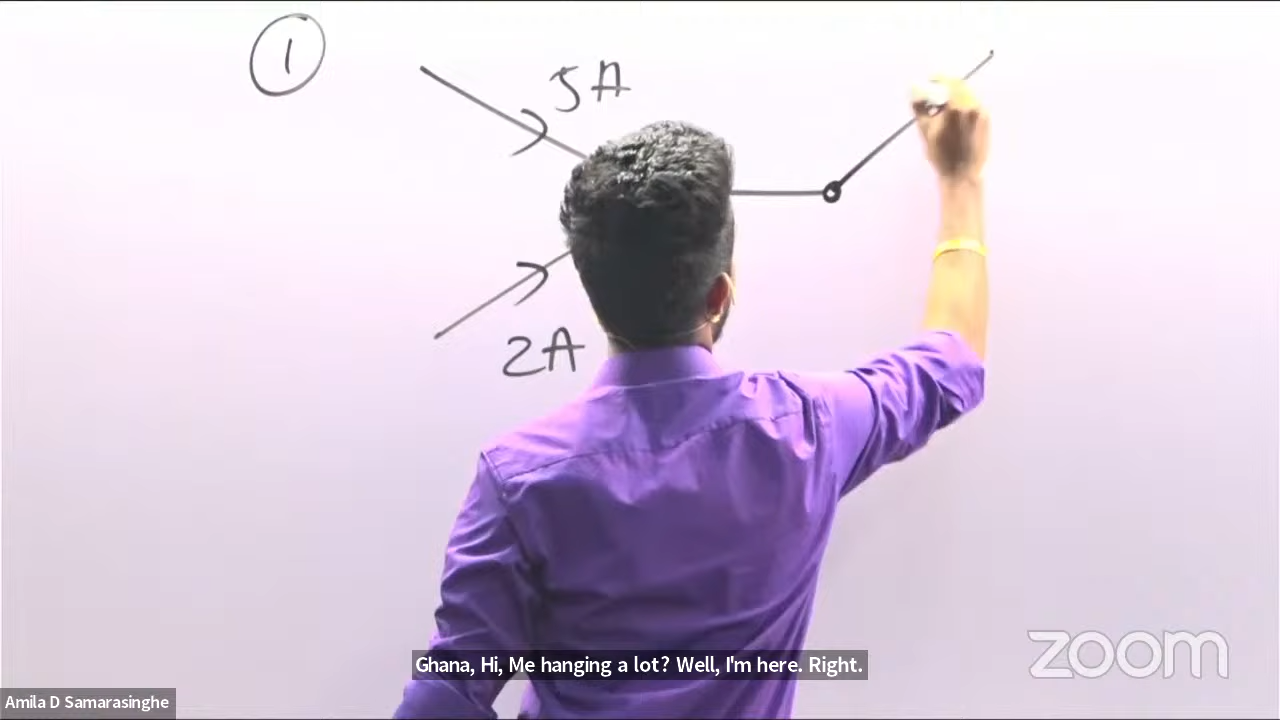 1
5A
2A
Ghana, Hi, Me hanging a lot? Well, I'm here. Right.
zoom
Amila D Samarasinghe